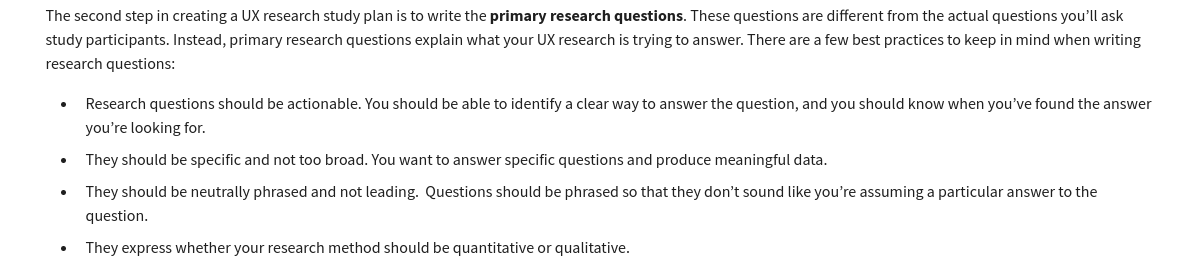 The second step in creating a UX research study plan is to write the primary research questions. These questions are different from the actual questions you'll ask
study participants. Instead, primary research questions explain what your UX research is trying to answer. There are a few best practices to keep in mind when writing
research questions:
• Research questions should be actionable. You should be able to identify a clear way to answer the question, and you should know when you've found the answer
you're looking for.
• They should be specific and not too broad. You want to answer specific questions and produce meaningful data.
• They should be neutrally phrased and not leading.  Questions should be phrased so that they don't sound like you're assuming a particular answer to the
question.
• They express whether your research method should be quantitative or qualitative.